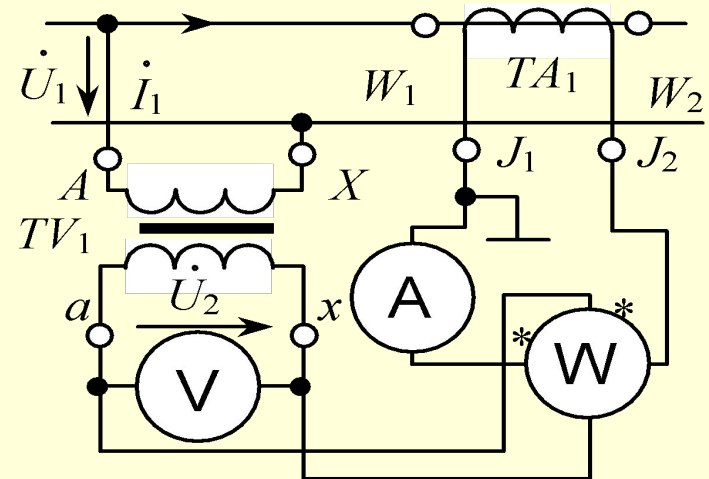 U̇₁
İ₁
W₁
TA₁
W₂
A
X
J₁
J₂
TV₁
U̇₂
a
x
A
*
*
V
W